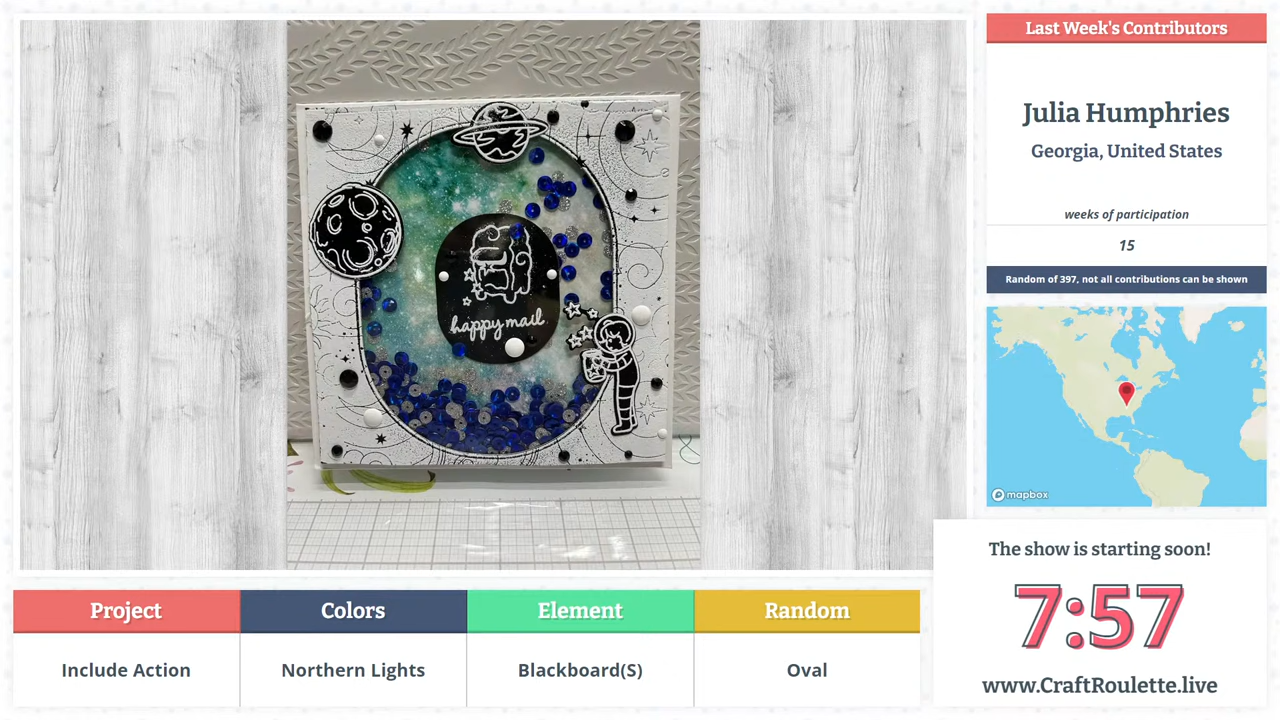 Last Week's Contributors
Julia Humphries
Georgia, United States
weeks of participation
15
Random of 397, not all contributions can be shown
happy mail
mapbox
The show is starting soon!
7:57
www.CraftRoulette.live
Project
Colors
Element
Random
Include Action
Northern Lights
Blackboard(S)
Oval